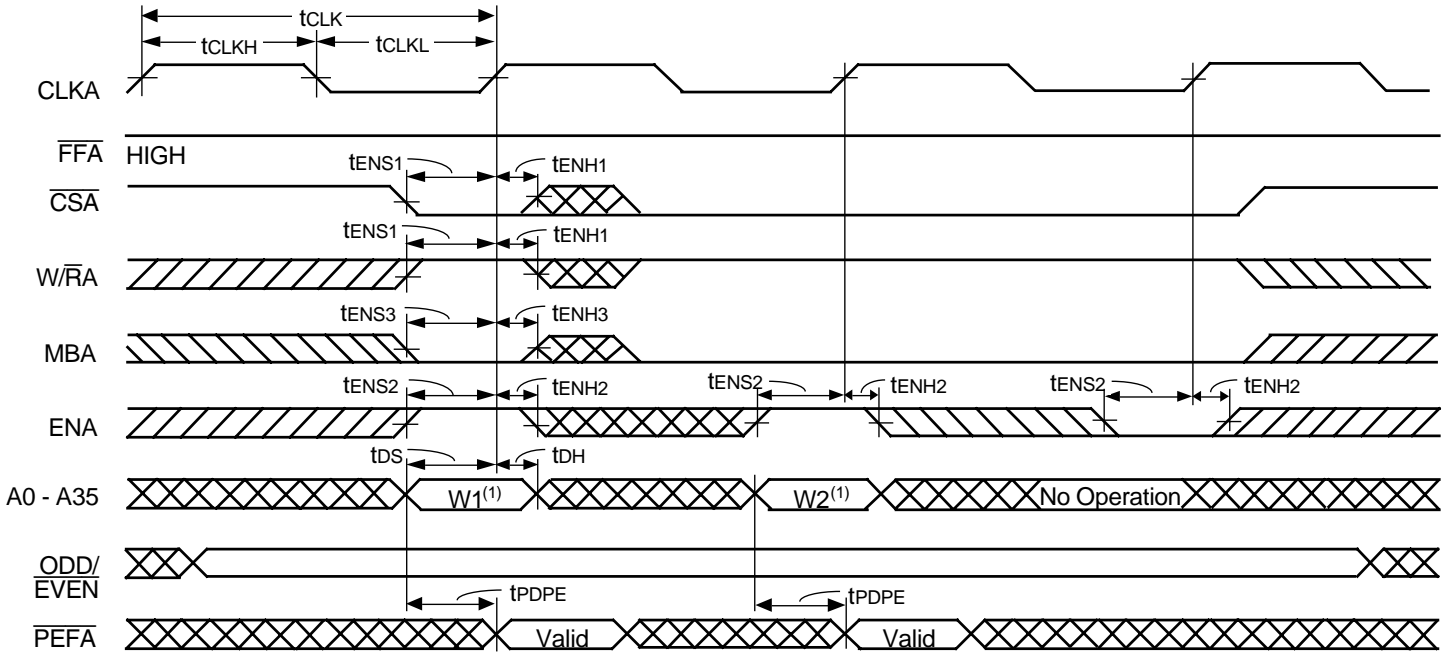 tCLK
tCLKH tCLKL
CLKA
FFA HIGH
tENS1 tENH1
CSA
tENS1 tENH1
W/RA
tENS3 tENH3
MBA
tENS2 tENH2 tENS2 tENH2 tENS2 tENH2
ENA
tDS tDH
A0 - A35 W1(1) W2(1) No Operation
ODD/
EVEN
tPDPE tPDPE
PEFA Valid Valid